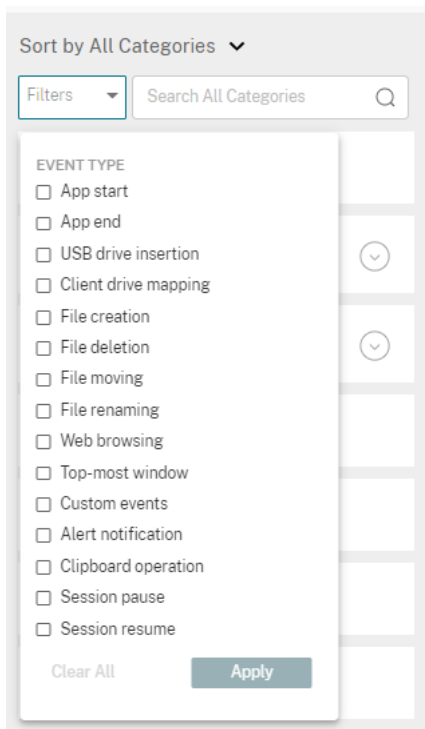 Sort by All Categories
Filters
Search All Categories
EVENT TYPE
App start
App end
USB drive insertion
Client drive mapping
File creation
File deletion
File moving
File renaming
Web browsing
Top-most window
Custom events
Alert notification
Clipboard operation
Session pause
Session resume
Clear All
Apply